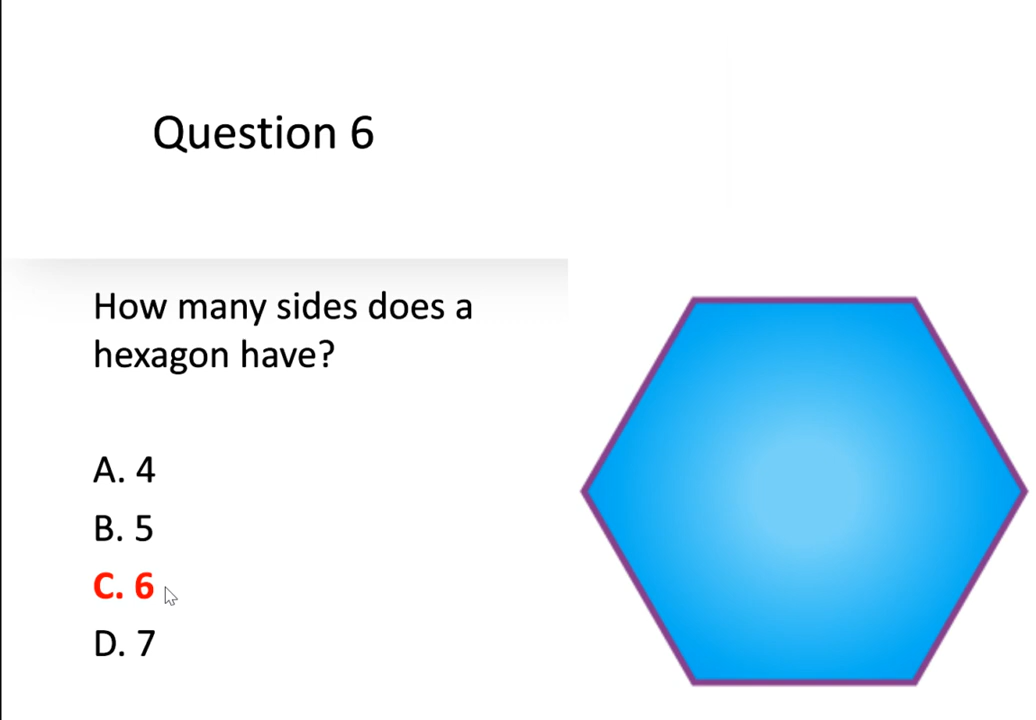 Question 6
How many sides does a
hexagon have?
A. 4
B. 5
C. 6
D. 7